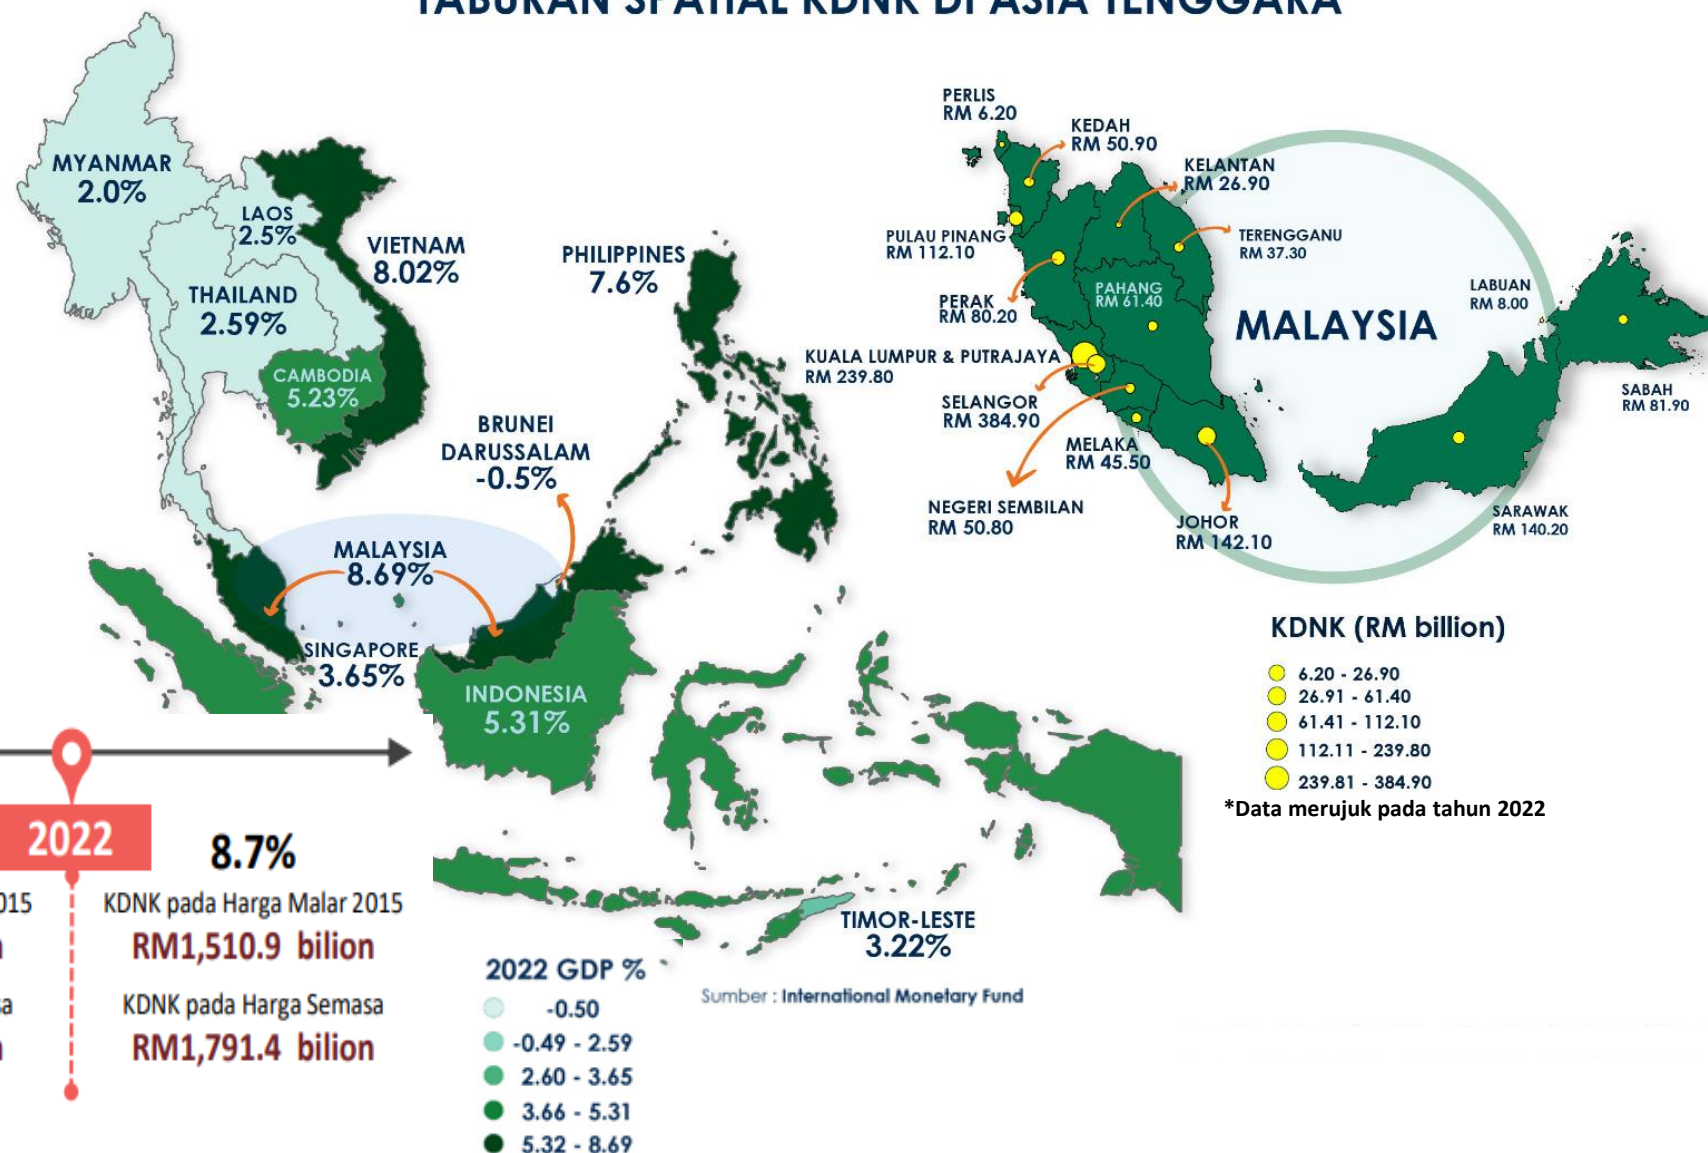 TABURAN SPATIAL KDNK DI ASIA TENGGARA
MYANMAR
2.0%
LAOS
2.5%
VIETNAM
8.02%
THAILAND
2.59%
CAMBODIA
5.23%
PHILIPPINES
7.6%
BRUNEI
DARUSSALAM
-0.5%
MALAYSIA
8.69%
SINGAPORE
3.65%
INDONESIA
5.31%
TIMOR-LESTE
3.22%
PERLIS
RM 6.20
KEDAH
RM 50.90
KELANTAN
RM 26.90
PULAU PINANG
RM 112.10
TERENGGANU
RM 37.30
PERAK
RM 80.20
PAHANG
RM 61.40
KUALA LUMPUR & PUTRAJAYA
RM 239.80
SELANGOR
RM 384.90
MELAKA
RM 45.50
NEGERI SEMBILAN
RM 50.80
JOHOR
RM 142.10
MALAYSIA
LABUAN
RM 8.00
SABAH
RM 81.90
SARAWAK
RM 140.20
KDNK (RM billion)
6.20 - 26.90
26.91 - 61.40
61.41 - 112.10
112.11 - 239.80
239.81 - 384.90
*Data merujuk pada tahun 2022
2022
8.7%
015
KDNK pada Harga Malar 2015
RM1,510.9 bilion
KDNK pada Harga Semasa
RM1,791.4 bilion
2022 GDP %
-0.50
-0.49 - 2.59
2.60 - 3.65
3.66 - 5.31
5.32 - 8.69
Sumber : International Monetary Fund